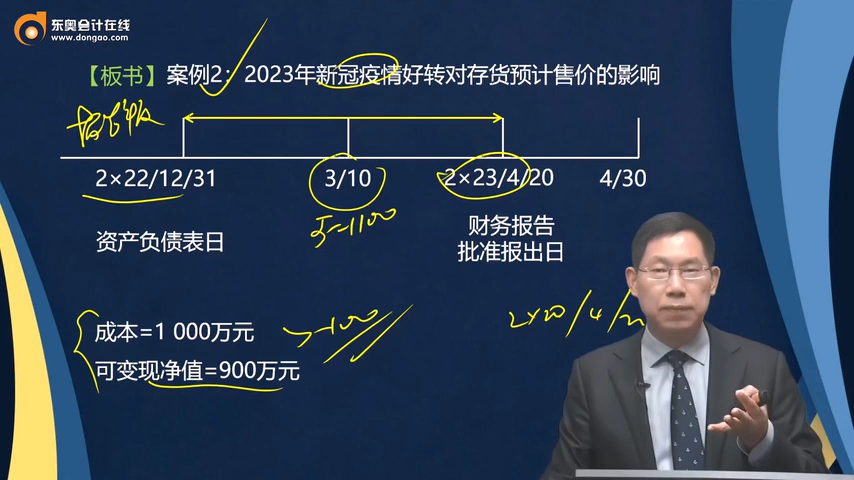 东奥会计在线
www.dongao.com
【板书】案例2：2023年新冠疫情好转对存货预计售价的影响
2×22/12/31
3/10
2×23/4/20
4/30
资产负债表日
财务报告
批准报出日
成本=1 000万元
-100
可变现净值=900万元